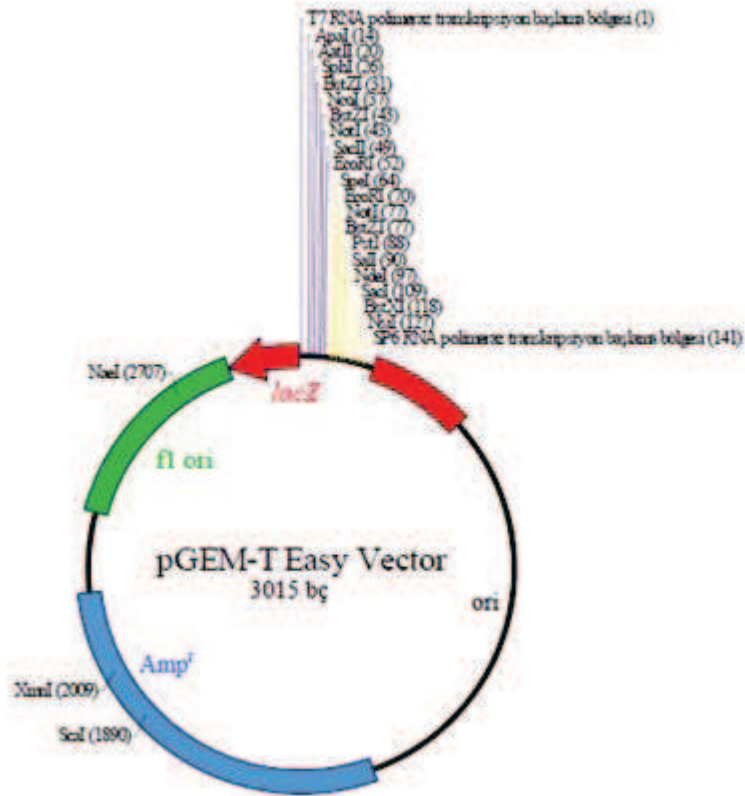 T7 RNA polimeraz transkripsiyon başlama bölgesi (1)
ApaI (14)
AatII (20)
SphI (26)
BstZI (31)
NcoI (37)
BstZI (43)
NotI (43)
SacII (49)
EcoRI (52)
SpeI (64)
EcoRI (70)
NotI (77)
BstZI (77)
PstI (88)
SalI (90)
NdeI (97)
SacI (109)
BstXI (118)
NsiI (127)
SP6 RNA polimeraz transkripsiyon başlama bölgesi (141)
NaeI (2707)
lacZ
f1 ori
pGEM-T Easy Vector
3015 bç
ori
Ampʳ
XmnI (2009)
ScaI (1890)